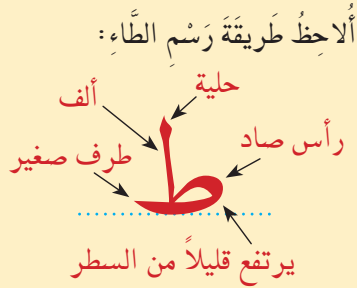 أُلاحِظُ طَرِيقَةَ رَسْمِ الطَّاءِ:
حلية
ألف
رأس صاد
طرف صغير
ط
يرتفع قليلاً من السطر